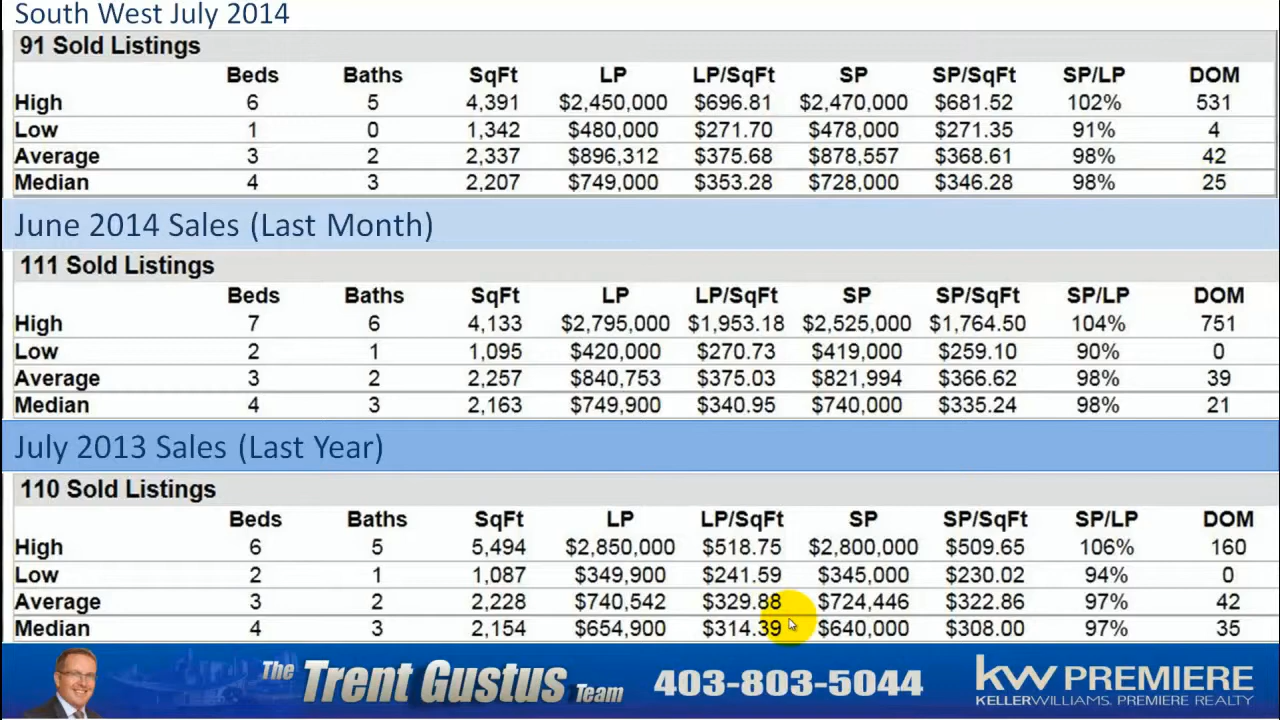 South West July 2014
91 Sold Listings
Beds Baths SqFt LP LP/SqFt SP SP/SqFt SP/LP DOM
High 6 5 4,391 $2,450,000 $696.81 $2,470,000 $681.52 102% 531
Low 1 0 1,342 $480,000 $271.70 $478,000 $271.35 91% 4
Average 3 2 2,337 $896,312 $375.68 $878,557 $368.61 98% 42
Median 4 3 2,207 $749,000 $353.28 $728,000 $346.28 98% 25
June 2014 Sales (Last Month)
111 Sold Listings
Beds Baths SqFt LP LP/SqFt SP SP/SqFt SP/LP DOM
High 7 6 4,133 $2,795,000 $1,953.18 $2,525,000 $1,764.50 104% 751
Low 2 1 1,095 $420,000 $270.73 $419,000 $259.10 90% 0
Average 3 2 2,257 $840,753 $375.03 $821,994 $366.62 98% 39
Median 4 3 2,163 $749,900 $340.95 $740,000 $335.24 98% 21
July 2013 Sales (Last Year)
110 Sold Listings
Beds Baths SqFt LP LP/SqFt SP SP/SqFt SP/LP DOM
High 6 5 5,494 $2,850,000 $518.75 $2,800,000 $509.65 106% 160
Low 2 1 1,087 $349,900 $241.59 $345,000 $230.02 94% 0
Average 3 2 2,228 $740,542 $329.88 $724,446 $322.86 97% 42
Median 4 3 2,154 $654,900 $314.39 $640,000 $308.00 97% 35
The Trent Gustus Team 403-803-5044 kw PREMIERE
KELLERWILLIAMS. PREMIERE REALTY